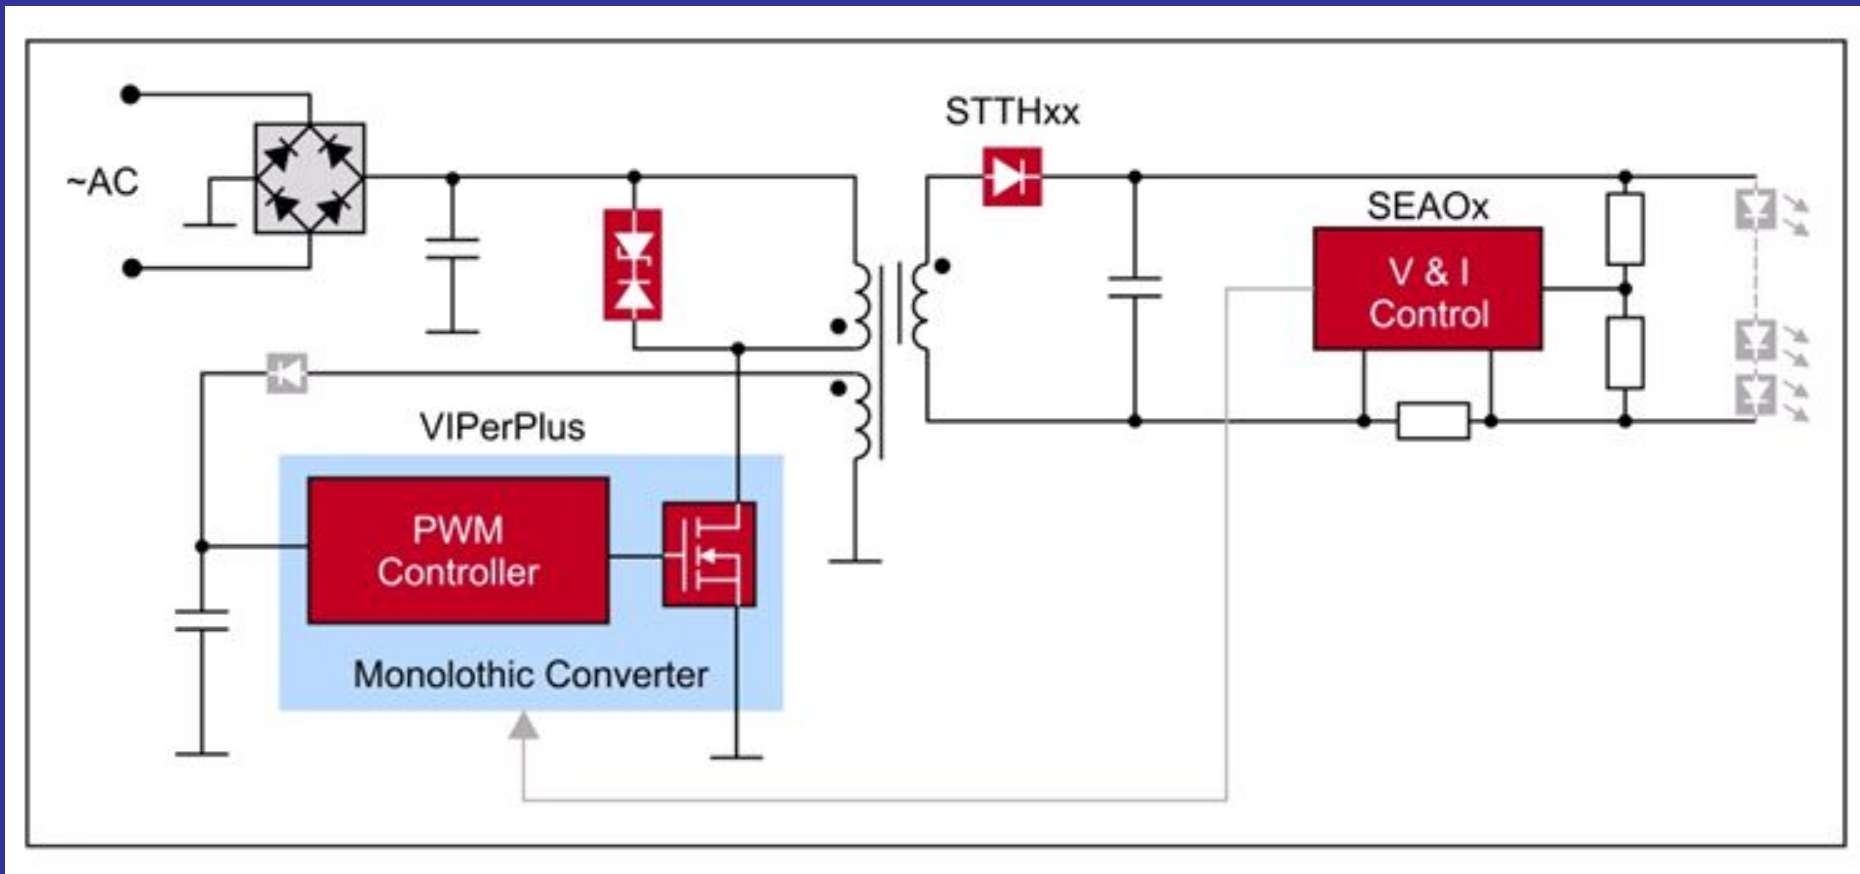 STTHxx
~AC
SEAOx
V & I
Control
VIPerPlus
PWM
Controller
Monolothic Converter